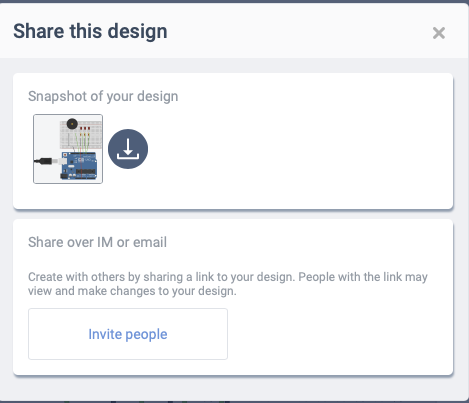 Share this design
Snapshot of your design
Share over IM or email
Create with others by sharing a link to your design. People with the link may
view and make changes to your design.
Invite people